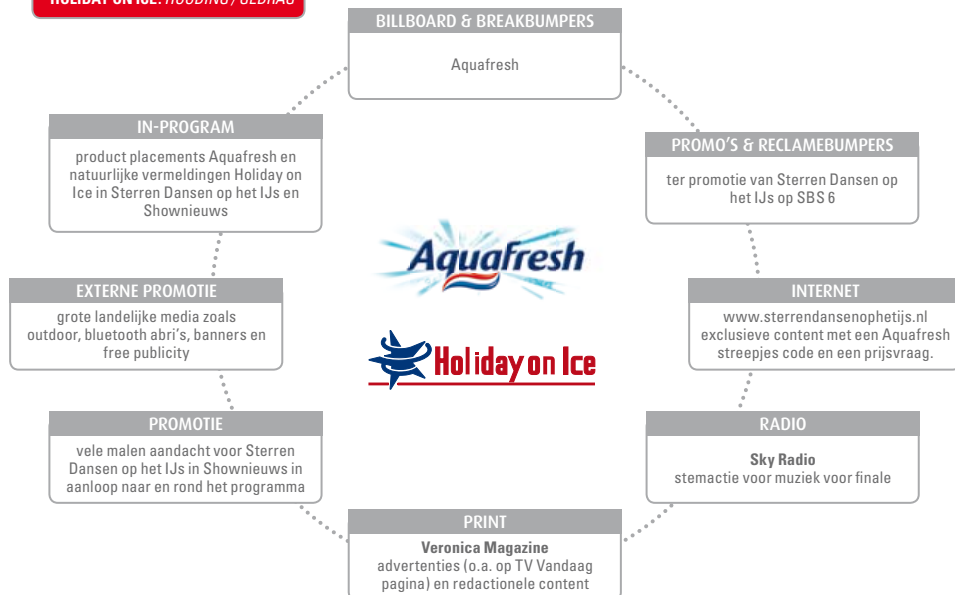 HOLIDAY ON ICE: HOUDING / GEDRAG
BILLBOARD & BREAKBUMPERS
Aquafresh
IN-PROGRAM
product placements Aquafresh en
natuurlijke vermeldingen Holiday on
Ice in Sterren Dansen op het IJs en
Shownieuws
PROMO'S & RECLAMEBUMPERS
ter promotie van Sterren Dansen op
het IJs op SBS 6
Aquafresh
EXTERNE PROMOTIE
grote landelijke media zoals
outdoor, bluetooth abri's, banners en
free publicity
INTERNET
www.sterrendansenophetijs.nl
exclusieve content met een Aquafresh
streepjes code en een prijsvraag.
Holiday on Ice
PROMOTIE
vele malen aandacht voor Sterren
Dansen op het IJs in Shownieuws in
aanloop naar en rond het programma
RADIO
Sky Radio
stemactie voor muziek voor finale
PRINT
Veronica Magazine
advertenties (o.a. op TV Vandaag
pagina) en redactionele content